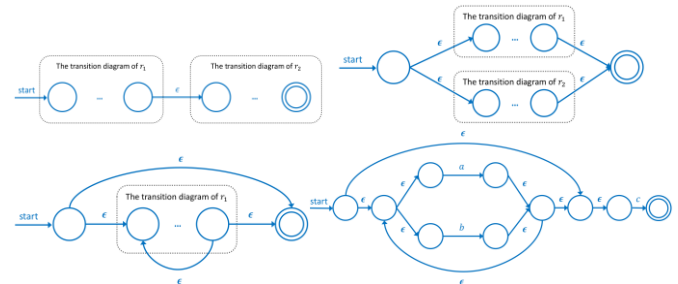 The transition diagram of r₁
The transition diagram of r₂
start
...
ϵ
...
The transition diagram of r₁
start
ϵ
...
ϵ
The transition diagram of r₂
ϵ
...
ϵ
ϵ
The transition diagram of r₁
start
ϵ
...
ϵ
ϵ
ϵ
a
ϵ
ϵ
start
ϵ
ϵ
ϵ
c
ϵ
b
ϵ
ϵ